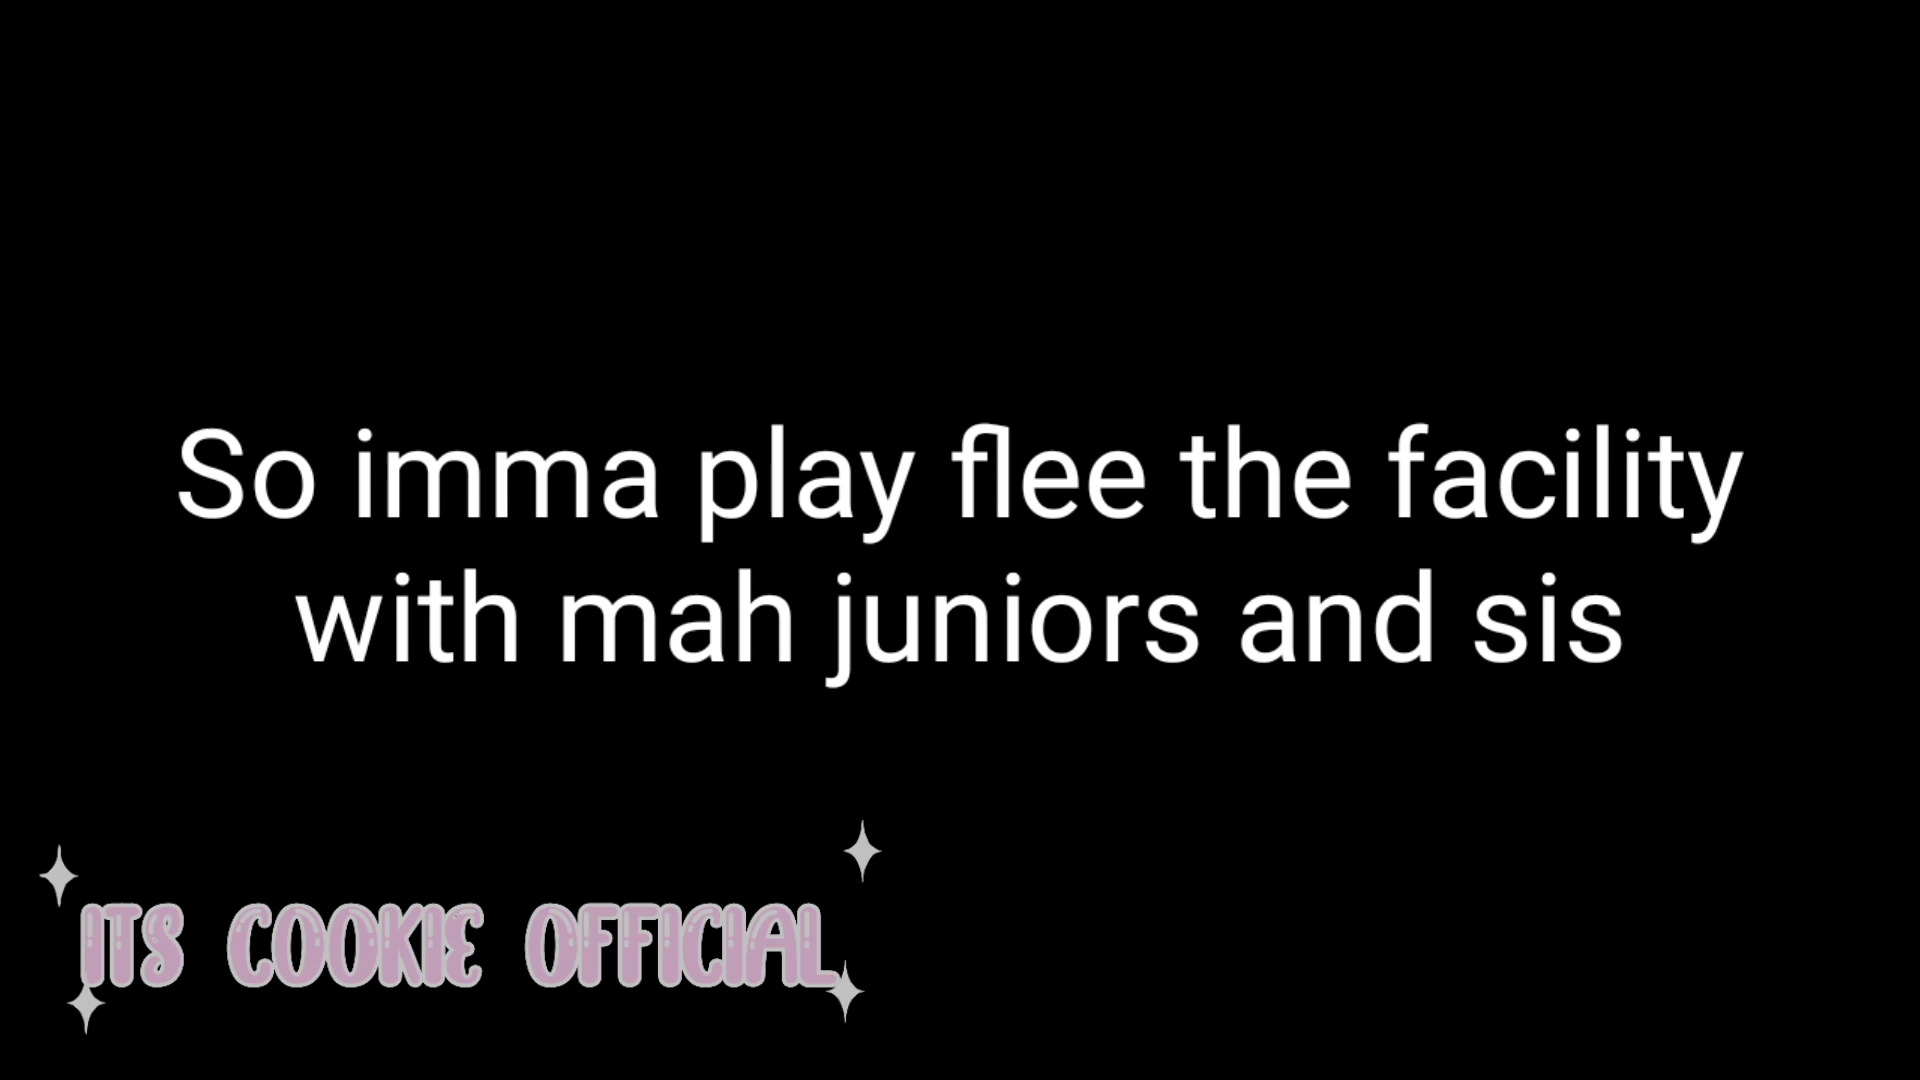 So imma play flee the facility
with mah juniors and sis
ITS COOKIE OFFICIAL